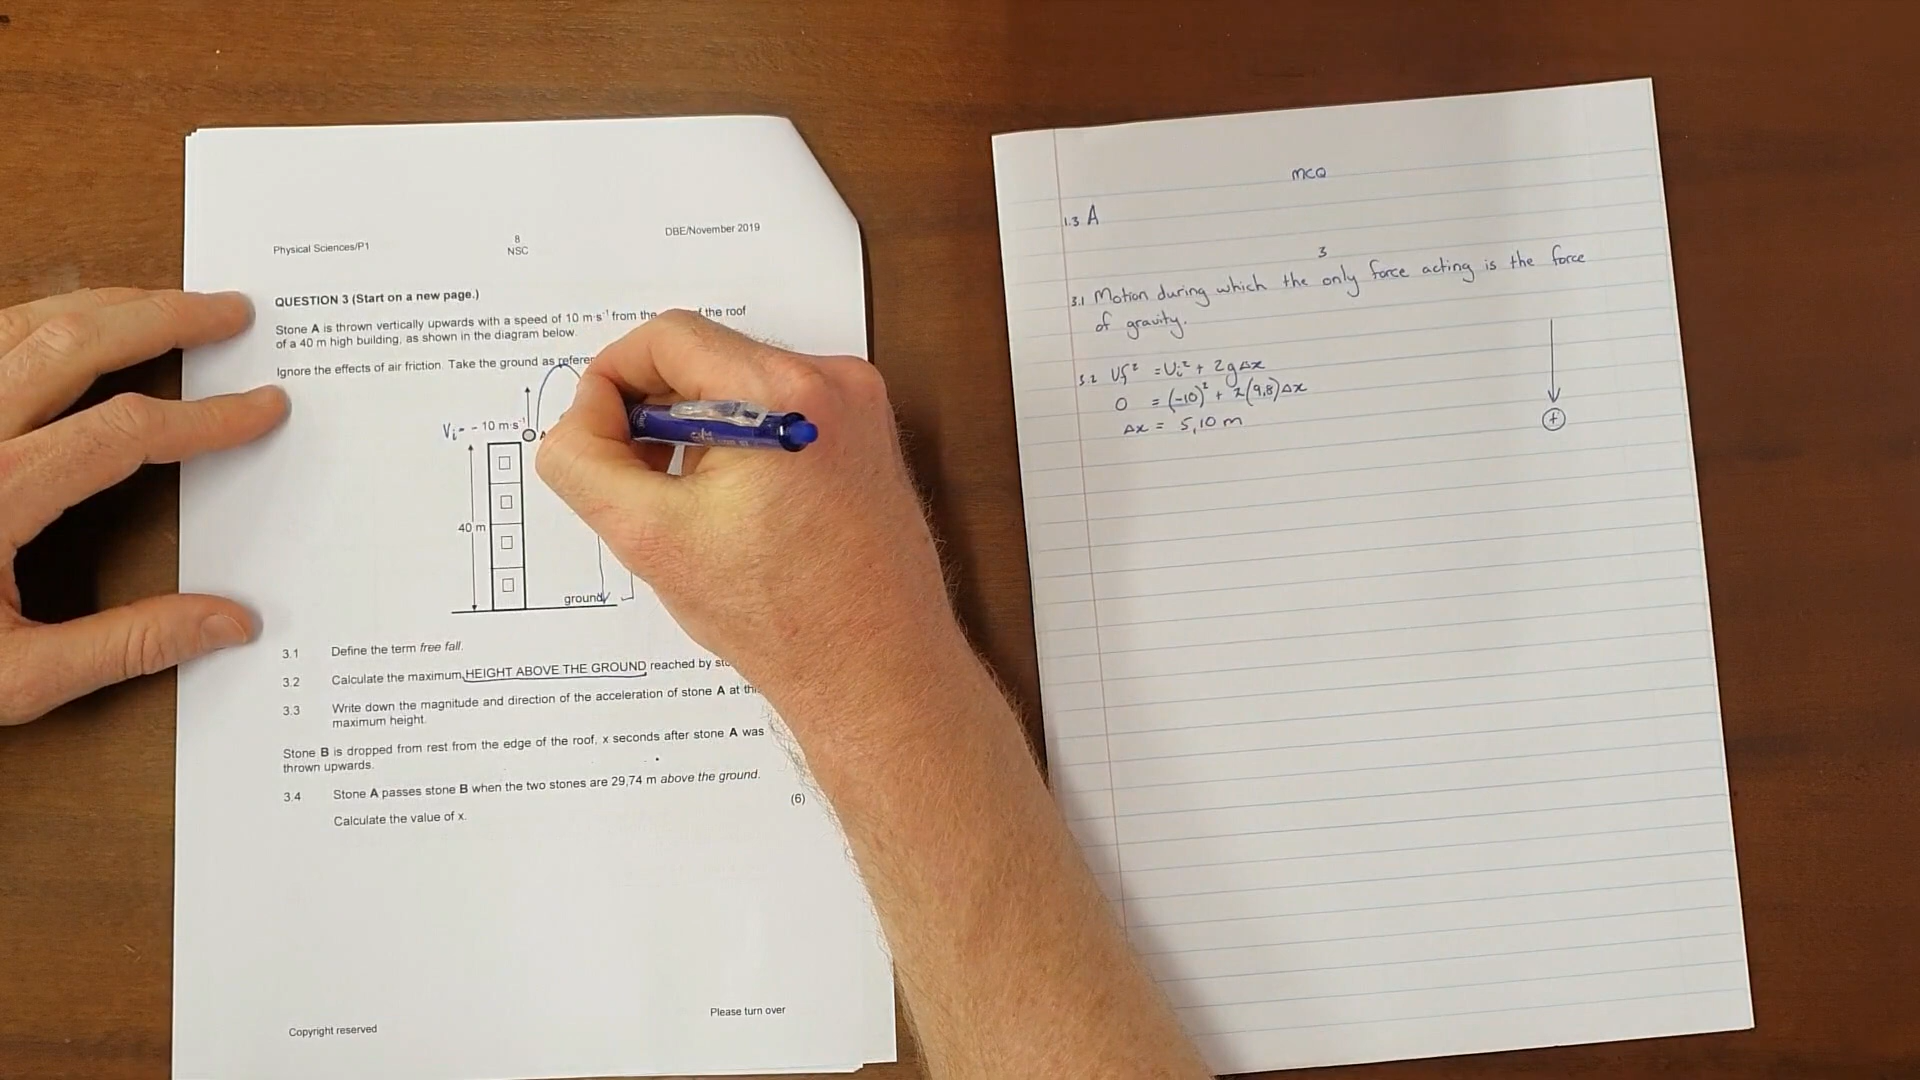 Physical Sciences/P1
8
NSC
DBE/November 2019
QUESTION 3 (Start on a new page.)
Stone A is thrown vertically upwards with a speed of 10 m·s⁻¹ from the the roof
of a 40 m high building, as shown in the diagram below.
Ignore the effects of air friction. Take the ground as
Vi = - 10 m·s⁻¹
A
40 m
ground
3.1 Define the term free fall.
3.2 Calculate the maximum HEIGHT ABOVE THE GROUND reached by
3.3 Write down the magnitude and direction of the acceleration of stone A at
maximum height.
Stone B is dropped from rest from the edge of the roof, x seconds after stone A was
thrown upwards.
3.4 Stone A passes stone B when the two stones are 29,74 m above the ground.
Calculate the value of x.
(6)
Copyright reserved
Please turn over
MCQ
1.3 A
3
3.1 Motion during which the only force acting is the force
of gravity.
3.2 Vf² = Vi² + 2gΔx
0 = (-10)² + 2(9,8)Δx
Δx = 5,10 m
+